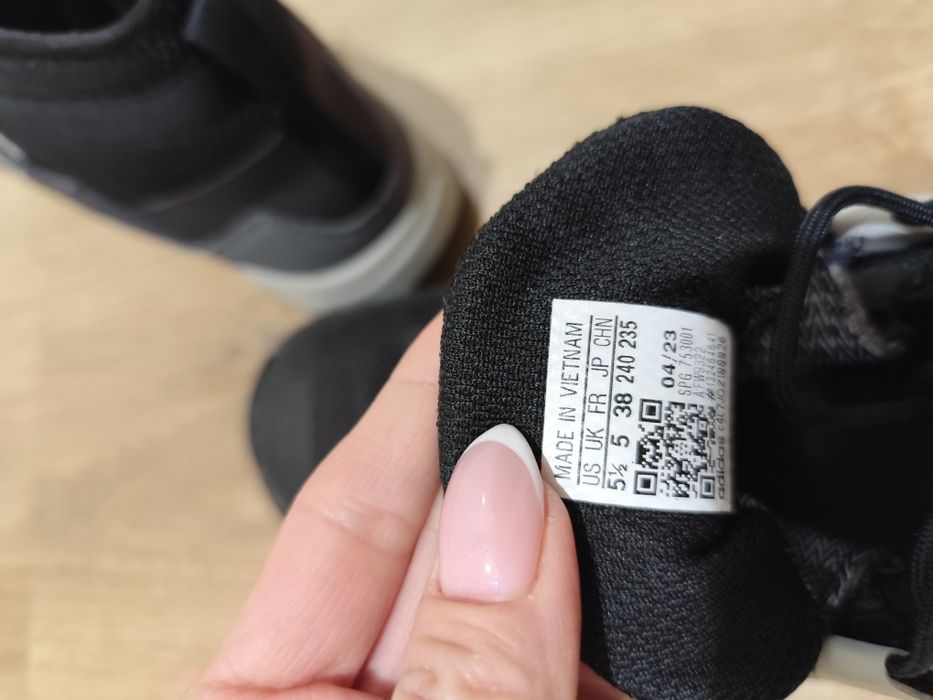 MADE IN VIETNAM
US UK FR JP CHN
5½ 5 38 240 235
04/23
SPG 753001
adidas